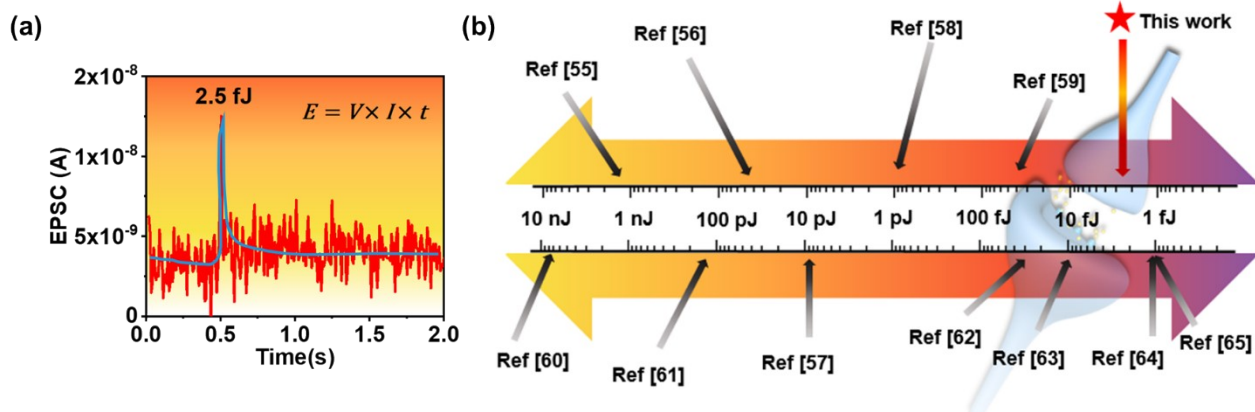 (a)
2x10⁻⁸
1x10⁻⁸
5x10⁻⁹
0
EPSC (A)
2.5 fJ
E = V× I × t
0.0 0.5 1.0 1.5 2.0
Time(s)
(b)
This work
Ref [56] Ref [58]
Ref [55] Ref [59]
10 nJ 1 nJ 100 pJ 10 pJ 1 pJ 100 fJ 10 fJ 1 fJ
Ref [60] Ref [61] Ref [57] Ref [62] Ref [63] Ref [64] Ref [65]